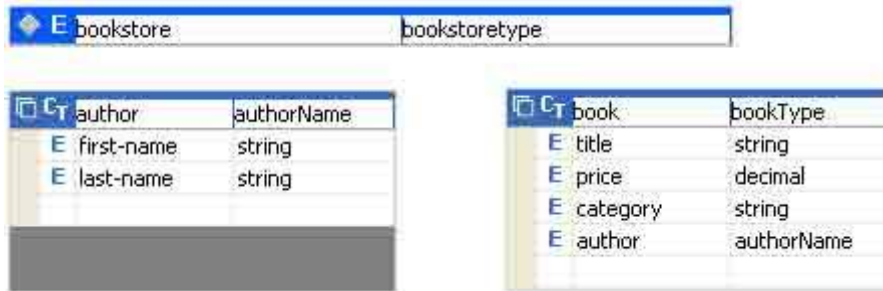 E bookstore bookstoretype
CT author authorName
E first-name string
E last-name string
CT book bookType
E title string
E price decimal
E category string
E author authorName